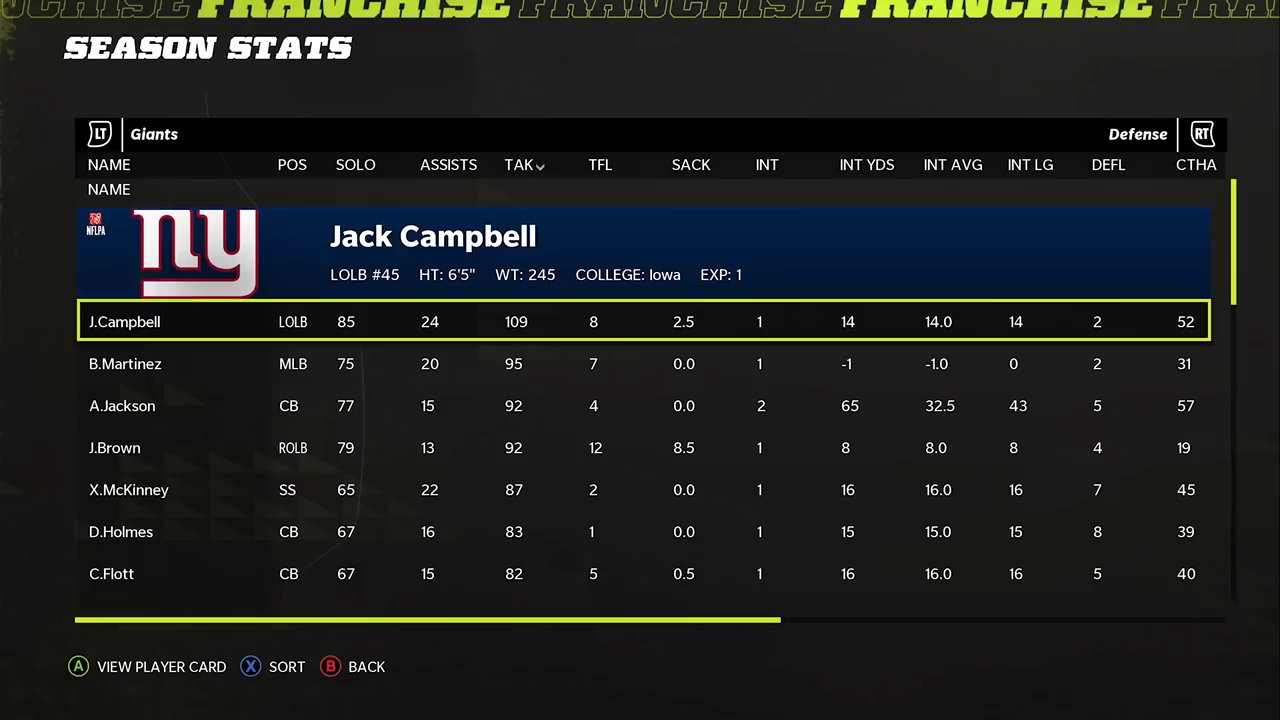 FRANCHISE FRANCHISE FRANCHISE FRANCHISE FRAN
SEASON STATS
LT Giants Defense RT
NAME POS SOLO ASSISTS TAK TFL SACK INT INT YDS INT AVG INT LG DEFL CTHA
NAME
NFLPA ny Jack Campbell
LOLB #45 HT: 6'5" WT: 245 COLLEGE: Iowa EXP: 1
J.Campbell LOLB 85 24 109 8 2.5 1 14 14.0 14 2 52
B.Martinez MLB 75 20 95 7 0.0 1 -1 -1.0 0 2 31
A.Jackson CB 77 15 92 4 0.0 2 65 32.5 43 5 57
J.Brown ROLB 79 13 92 12 8.5 1 8 8.0 8 4 19
X.McKinney SS 65 22 87 2 0.0 1 16 16.0 16 7 45
D.Holmes CB 67 16 83 1 0.0 1 15 15.0 15 8 39
C.Flott CB 67 15 82 5 0.5 1 16 16.0 16 5 40
A VIEW PLAYER CARD X SORT B BACK